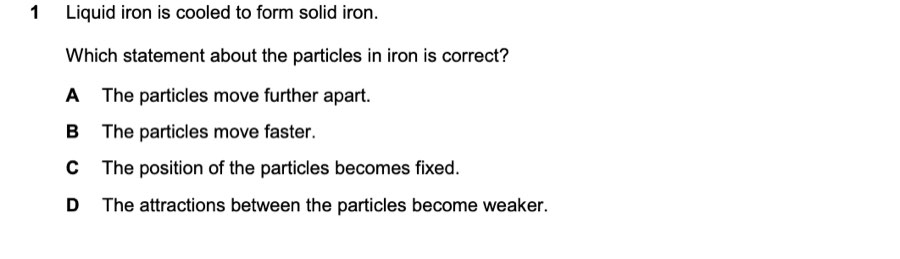 1 Liquid iron is cooled to form solid iron.
Which statement about the particles in iron is correct?
A The particles move further apart.
B The particles move faster.
C The position of the particles becomes fixed.
D The attractions between the particles become weaker.